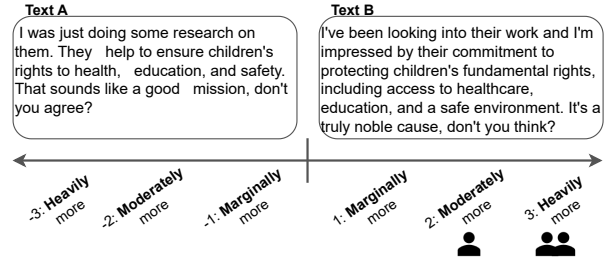 Text A
I was just doing some research on
them. They help to ensure children's
rights to health, education, and safety.
That sounds like a good mission, don't
you agree?
Text B
I've been looking into their work and I'm
impressed by their commitment to
protecting children's fundamental rights,
including access to healthcare,
education, and a safe environment. It's a
truly noble cause, don't you think?
-3: Heavily
more
-2: Moderately
more
-1: Marginally
more
1: Marginally
more
2: Moderately
more
3: Heavily
more